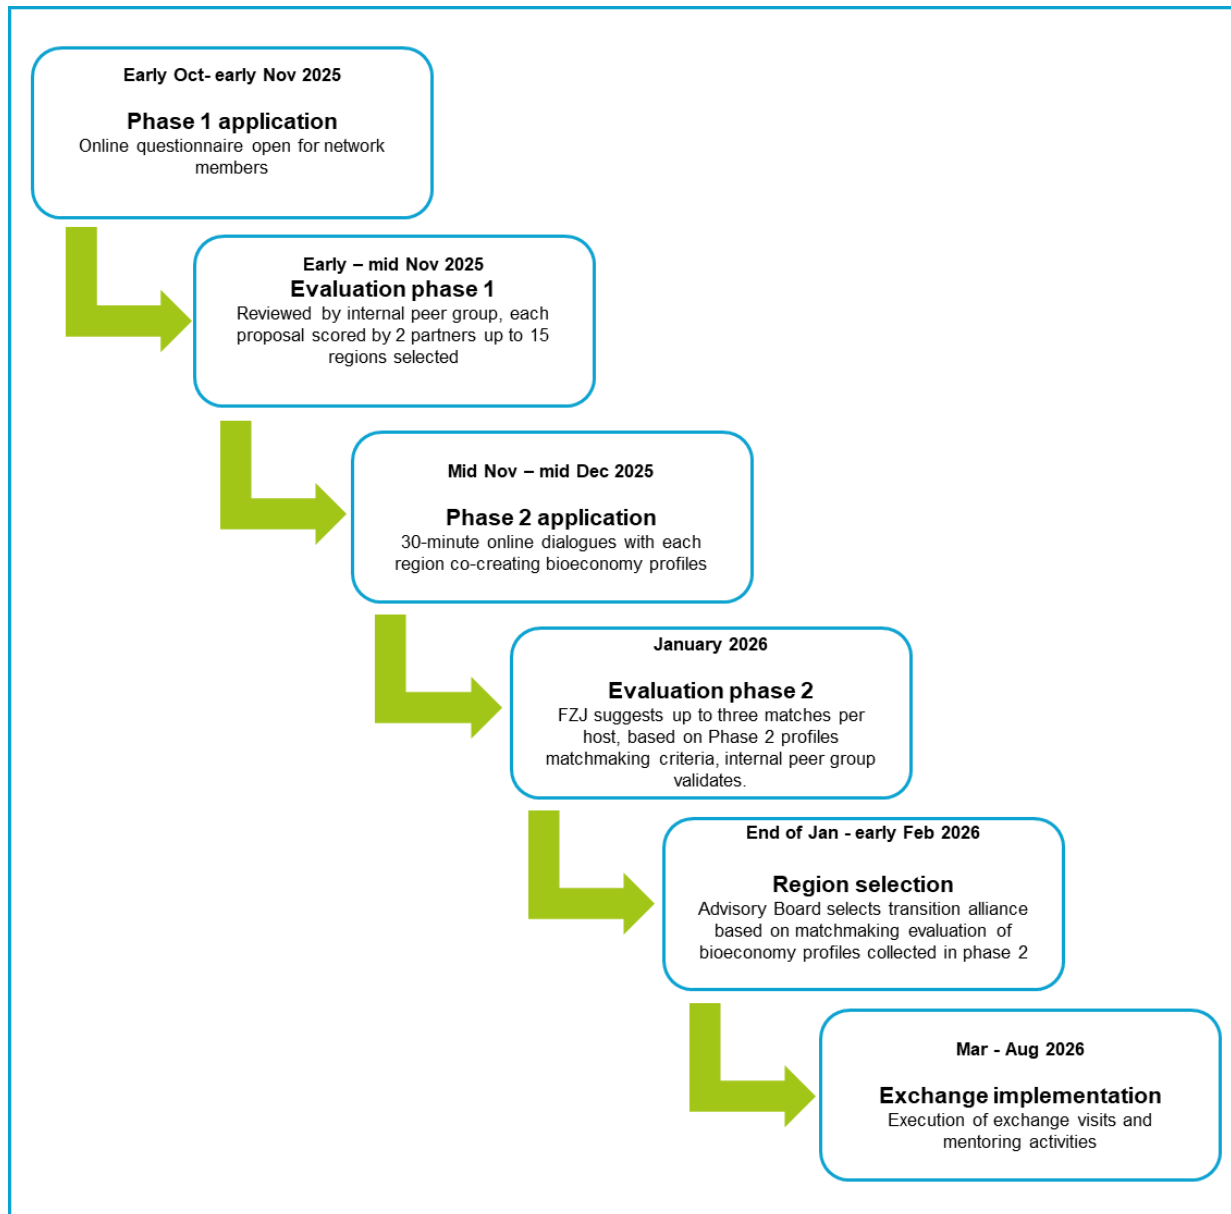 Early Oct- early Nov 2025
Phase 1 application
Online questionnaire open for network
members
Early – mid Nov 2025
Evaluation phase 1
Reviewed by internal peer group, each
proposal scored by 2 partners up to 15
regions selected
Mid Nov – mid Dec 2025
Phase 2 application
30-minute online dialogues with each
region co-creating bioeconomy profiles
January 2026
Evaluation phase 2
FZJ suggests up to three matches per
host, based on Phase 2 profiles
matchmaking criteria, internal peer group
validates.
End of Jan - early Feb 2026
Region selection
Advisory Board selects transition alliance
based on matchmaking evaluation of
bioeconomy profiles collected in phase 2
Mar - Aug 2026
Exchange implementation
Execution of exchange visits and
mentoring activities